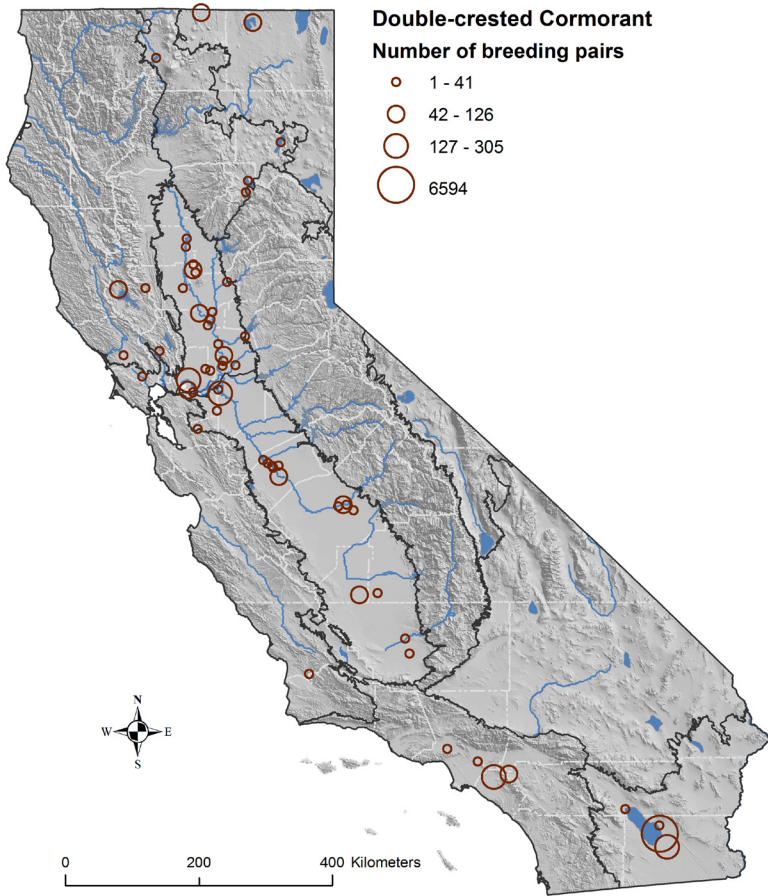 Double-crested Cormorant
Number of breeding pairs
1 - 41
42 - 126
127 - 305
6594
N
W E
S
0 200 400 Kilometers